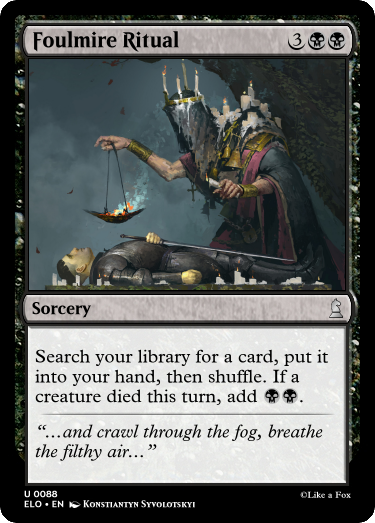 Foulmire Ritual 3
Sorcery
Search your library for a card, put it
into your hand, then shuffle. If a
creature died this turn, add .
“…and crawl through the fog, breathe
the filthy air…”
U 0088
ELO • EN Konstiantyn Syvolotskyi
©Like a Fox